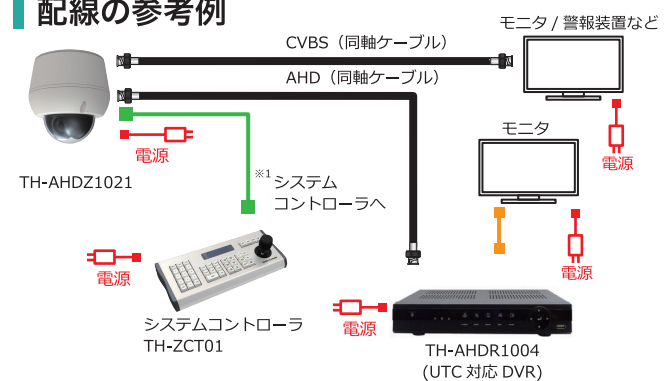 配線の参考例
モニタ / 警報装置など
CVBS（同軸ケーブル）
AHD（同軸ケーブル）
電源
電源
モニタ
TH-AHDZ1021
※1 システム
コントローラへ
電源
電源
システムコントローラ
TH-ZCT01
電源
TH-AHDR1004
(UTC 対応 DVR)